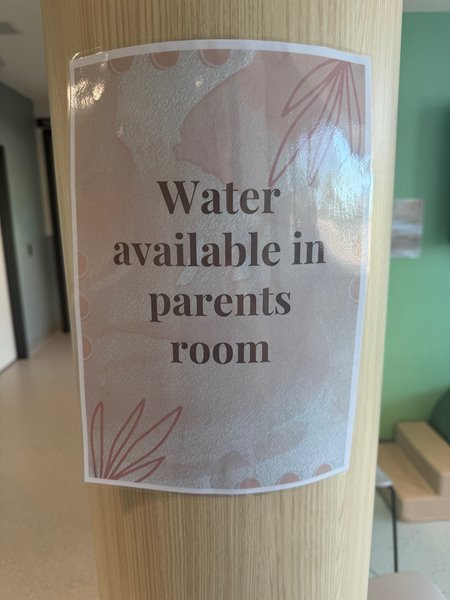 Water
available in
parents
room